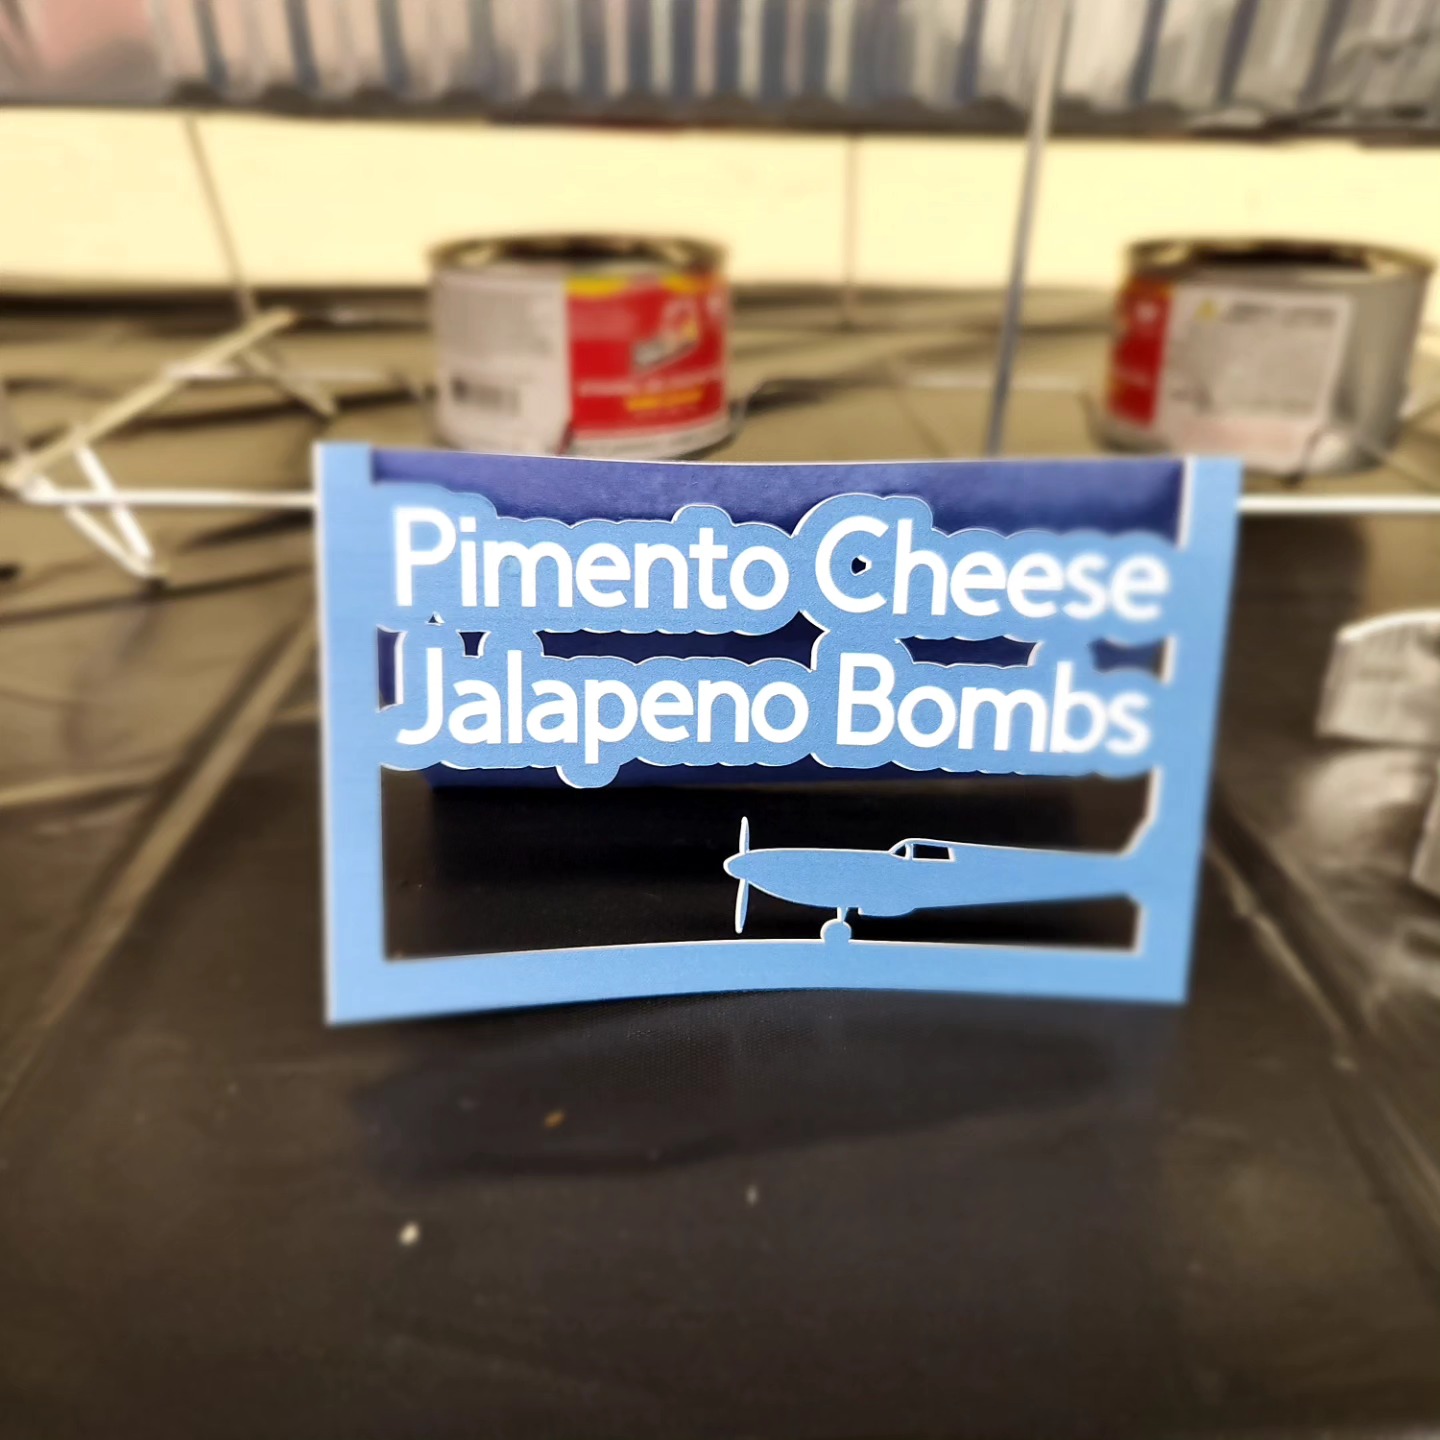 Pimento Cheese
Jalapeno Bombs